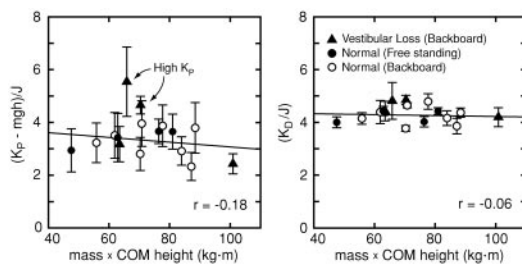 8
6
4
2
0
(K_P - mgh)/J
High K_P
r = -0.18
40
60
80
100
mass x COM height (kg·m)
8
6
4
2
0
(K_D/J)
▲ Vestibular Loss (Backboard)
● Normal (Free standing)
○ Normal (Backboard)
r = -0.06
40
60
80
100
mass x COM height (kg·m)